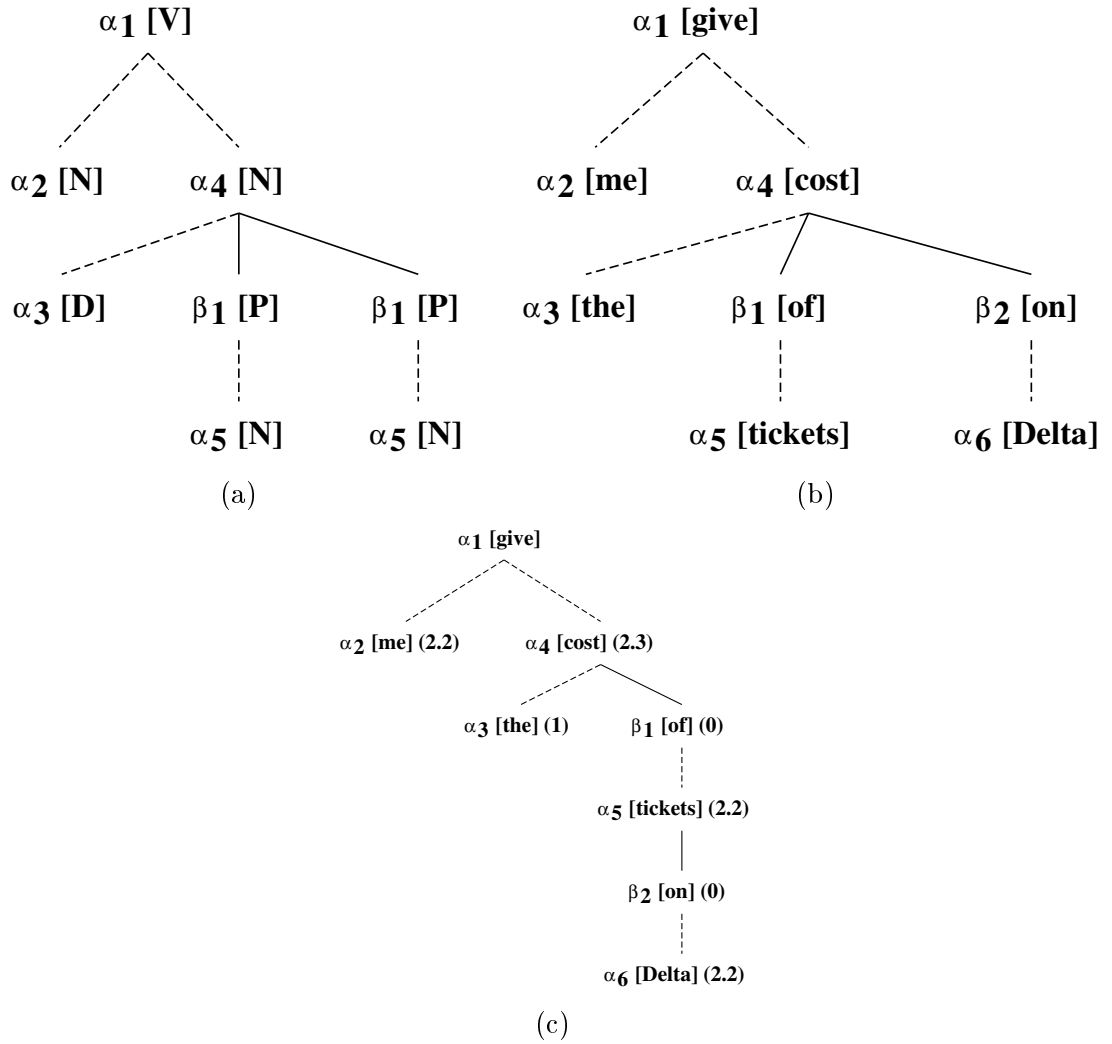 α1 [V]
α1 [give]
α2 [N] α4 [N]
α2 [me] α4 [cost]
α3 [D] β1 [P] β1 [P]
α3 [the] β1 [of] β2 [on]
α5 [N] α5 [N]
α5 [tickets] α6 [Delta]
(a)
(b)
α1 [give]
α2 [me] (2.2) α4 [cost] (2.3)
α3 [the] (1) β1 [of] (0)
α5 [tickets] (2.2)
β2 [on] (0)
α6 [Delta] (2.2)
(c)